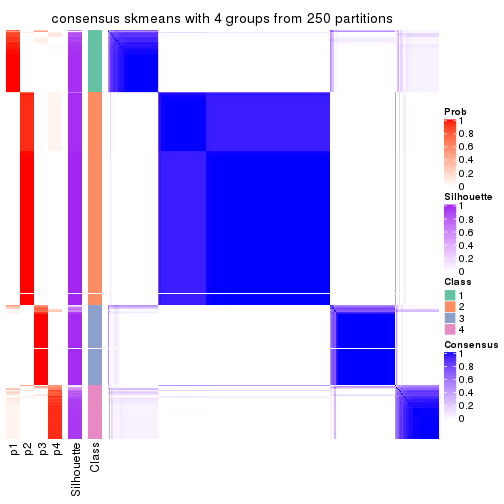 consensus skmeans with 4 groups from 250 partitions
Prob
1
0.8
0.6
0.4
0.2
0
Silhouette
1
0.8
0.6
0.4
0.2
0
Class
1
2
3
4
Consensus
1
0.8
0.6
0.4
0.2
0
p1
p2
p3
p4
Silhouette
Class